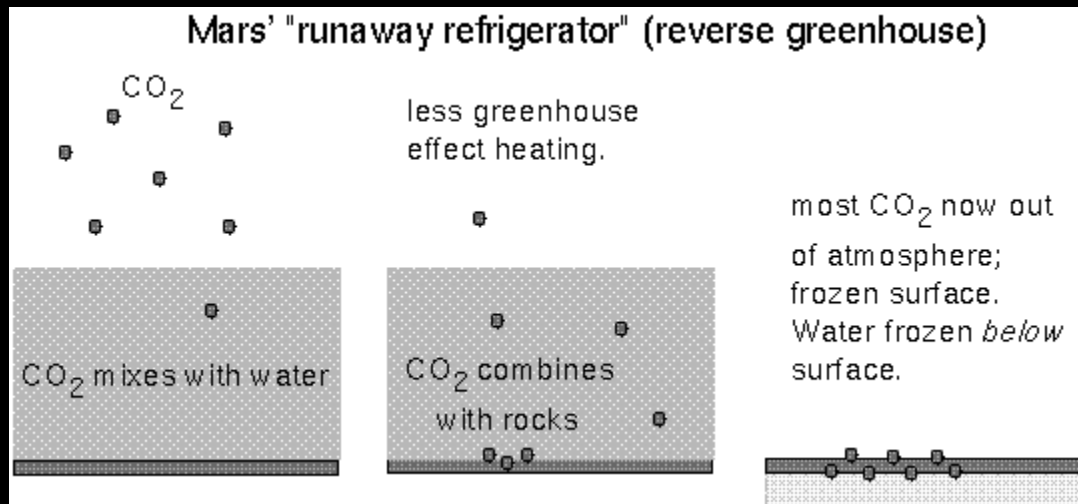 Mars' "runaway refrigerator" (reverse greenhouse)
CO2
less greenhouse
effect heating.
most CO2 now out
of atmosphere;
frozen surface.
Water frozen below
surface.
CO2 mixes with water
CO2 combines
with rocks